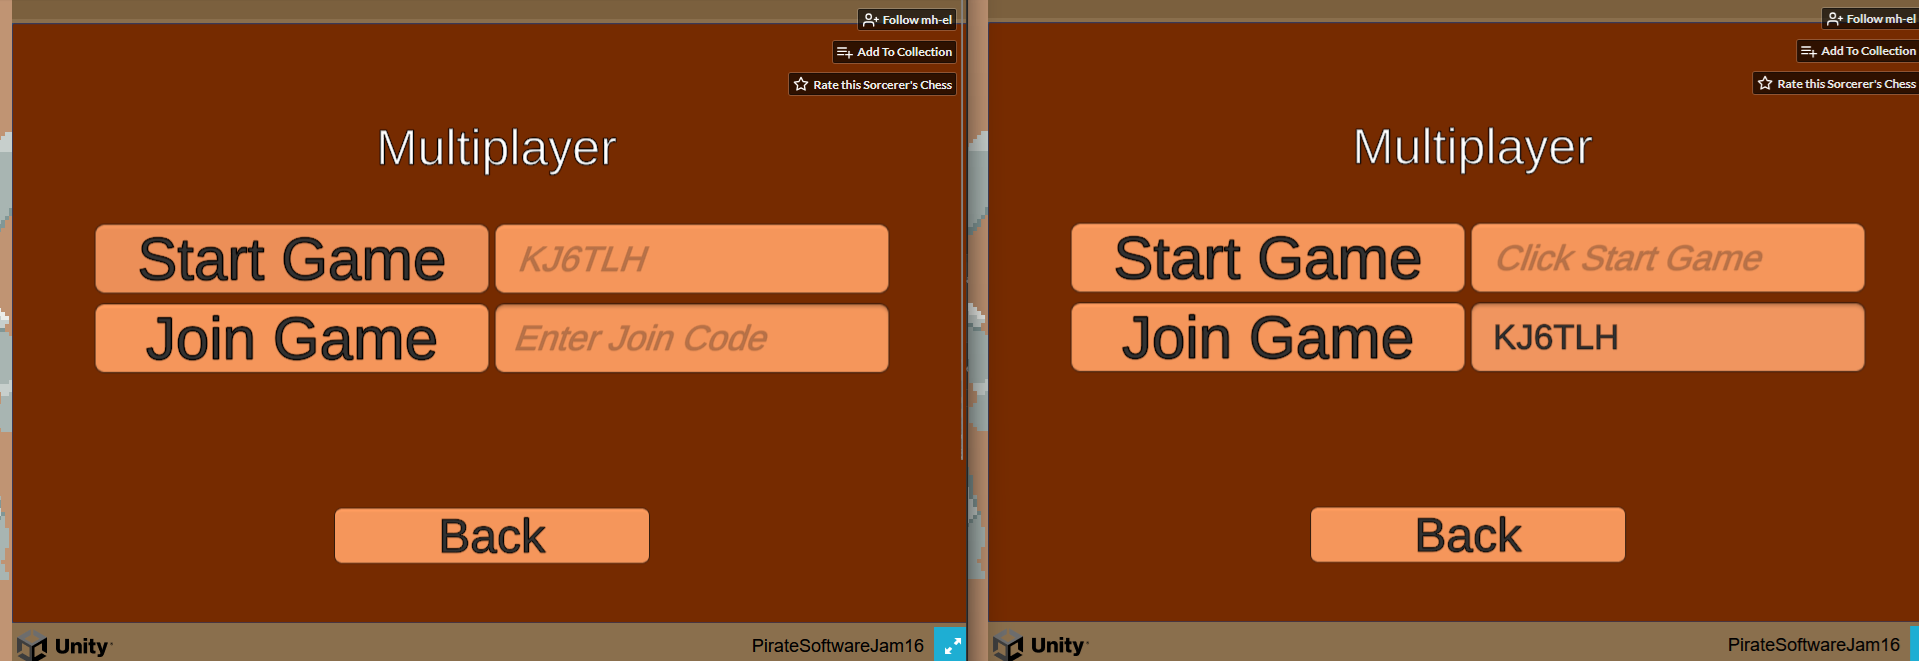 Follow mh-el
Add To Collection
Rate this Sorcerer's Chess
Multiplayer
Start Game
KJ6TLH
Join Game
Enter Join Code
Back
Unity
PirateSoftwareJam16
Follow mh-el
Add To Collection
Rate this Sorcerer's Chess
Multiplayer
Start Game
Click Start Game
Join Game
KJ6TLH
Back
Unity
PirateSoftwareJam16